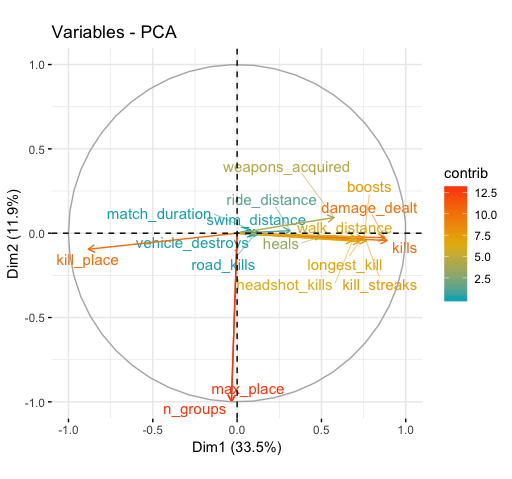 Variables - PCA
1.0
0.5
0.0
-0.5
-1.0
Dim2 (11.9%)
weapons_acquired
boosts
ride_distance
damage_dealt
match_duration
swim_distance
walk_distance
vehicle_destroys
heals
kills
kill_place
road_kills
longest_kill
headshot_kills
kill_streaks
max_place
n_groups
-1.0
-0.5
0.0
0.5
1.0
Dim1 (33.5%)
contrib
12.5
10.0
7.5
5.0
2.5